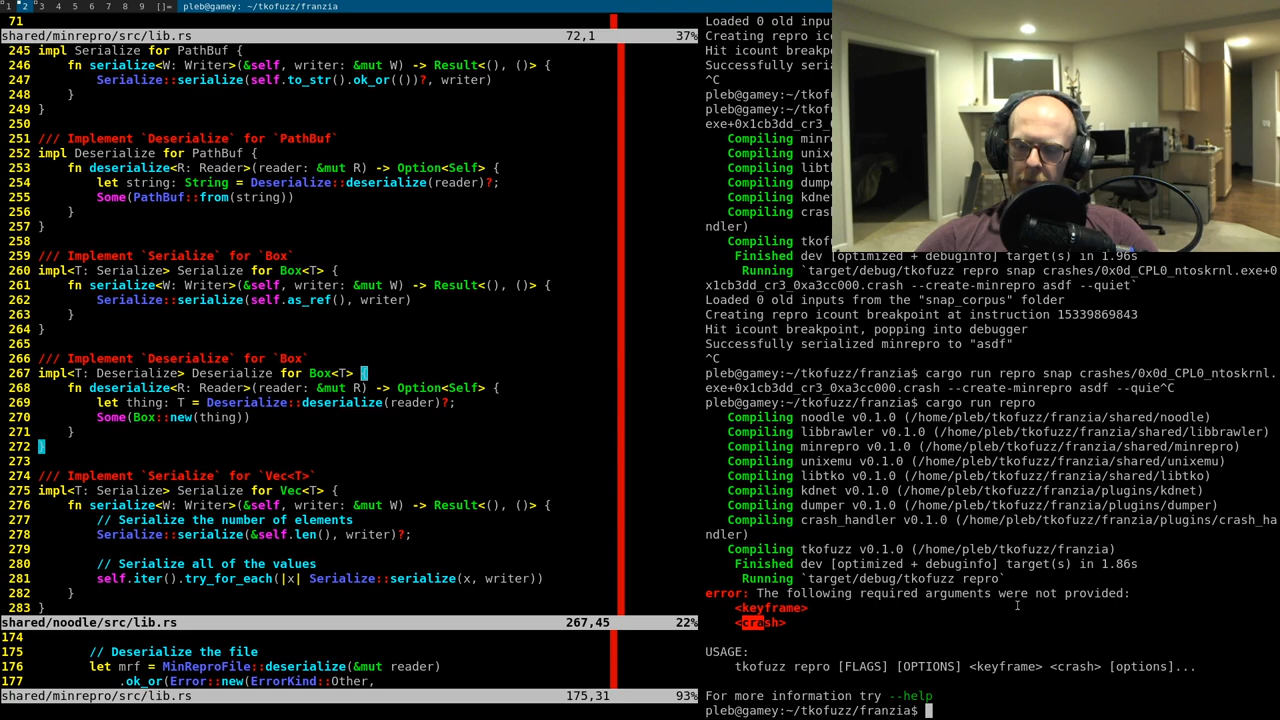 1 2 3 4 5 6 7 8 9 []= pleb@gamey: ~/tkofuzz/franzia
71
shared/minrepro/src/lib.rs 72,1 37%
245 impl Serialize for PathBuf {
246     fn serialize<W: Writer>(&self, writer: &mut W) -> Result<(), ()> {
247         Serialize::serialize(self.to_str().ok_or(())?, writer)
248     }
249 }
250
251 /// Implement `Deserialize` for `PathBuf`
252 impl Deserialize for PathBuf {
253     fn deserialize<R: Reader>(reader: &mut R) -> Option<Self> {
254         let string: String = Deserialize::deserialize(reader)?;
255         Some(PathBuf::from(string))
256     }
257 }
258
259 /// Implement `Serialize` for `Box`
260 impl<T: Serialize> Serialize for Box<T> {
261     fn serialize<W: Writer>(&self, writer: &mut W) -> Result<(), ()> {
262         Serialize::serialize(self.as_ref(), writer)
263     }
264 }
265
266 /// Implement `Deserialize` for `Box`
267 impl<T: Deserialize> Deserialize for Box<T> {
268     fn deserialize<R: Reader>(reader: &mut R) -> Option<Self> {
269         let thing: T = Deserialize::deserialize(reader)?;
270         Some(Box::new(thing))
271     }
272 }
273
274 /// Implement `Serialize` for `Vec<T>`
275 impl<T: Serialize> Serialize for Vec<T> {
276     fn serialize<W: Writer>(&self, writer: &mut W) -> Result<(), ()> {
277         // Serialize the number of elements
278         Serialize::serialize(&self.len(), writer)?;
279
280         // Serialize all of the values
281         self.iter().try_for_each(|x| Serialize::serialize(x, writer))
282     }
283 }
shared/noodle/src/lib.rs 267,45 22%
174
175         // Deserialize the file
176         let mrf = MinReproFile::deserialize(&mut reader)
177             .ok_or(Error::new(ErrorKind::Other,
shared/minrepro/src/lib.rs 175,31 93%
Loaded 0 old inpu
Creating repro ic
Hit icount breakp
Successfully seri
^C
pleb@gamey:~/tkofu
pleb@gamey:~/tkofu
exe+0x1cb3dd_cr3_0
Compiling minr
Compiling unix
Compiling libt
Compiling dump
Compiling kdne
Compiling cras
ndler)
Compiling tkof
Finished dev [optimized + debuginfo] target(s) in 1.96s
Running `target/debug/tkofuzz repro snap crashes/0x0d_CPL0_ntoskrnl.exe+0
x1cb3dd_cr3_0xa3cc000.crash --create-minrepro asdf --quiet`
Loaded 0 old inputs from the "snap_corpus" folder
Creating repro icount breakpoint at instruction 15339869843
Hit icount breakpoint, popping into debugger
Successfully serialized minrepro to "asdf"
^C
pleb@gamey:~/tkofuzz/franzia$ cargo run repro snap crashes/0x0d_CPL0_ntoskrnl.
exe+0x1cb3dd_cr3_0xa3cc000.crash --create-minrepro asdf --quie^C
pleb@gamey:~/tkofuzz/franzia$ cargo run repro
Compiling noodle v0.1.0 (/home/pleb/tkofuzz/franzia/shared/noodle)
Compiling libbrawler v0.1.0 (/home/pleb/tkofuzz/franzia/shared/libbrawler)
Compiling minrepro v0.1.0 (/home/pleb/tkofuzz/franzia/shared/minrepro)
Compiling unixemu v0.1.0 (/home/pleb/tkofuzz/franzia/shared/unixemu)
Compiling libtko v0.1.0 (/home/pleb/tkofuzz/franzia/shared/libtko)
Compiling kdnet v0.1.0 (/home/pleb/tkofuzz/franzia/plugins/kdnet)
Compiling dumper v0.1.0 (/home/pleb/tkofuzz/franzia/plugins/dumper)
Compiling crash_handler v0.1.0 (/home/pleb/tkofuzz/franzia/plugins/crash_ha
ndler)
Compiling tkofuzz v0.1.0 (/home/pleb/tkofuzz/franzia)
Finished dev [optimized + debuginfo] target(s) in 1.86s
Running `target/debug/tkofuzz repro`
error: The following required arguments were not provided:
<keyframe>
<crash>
USAGE:
tkofuzz repro [FLAGS] [OPTIONS] <keyframe> <crash> [options]...
For more information try --help
pleb@gamey:~/tkofuzz/franzia$